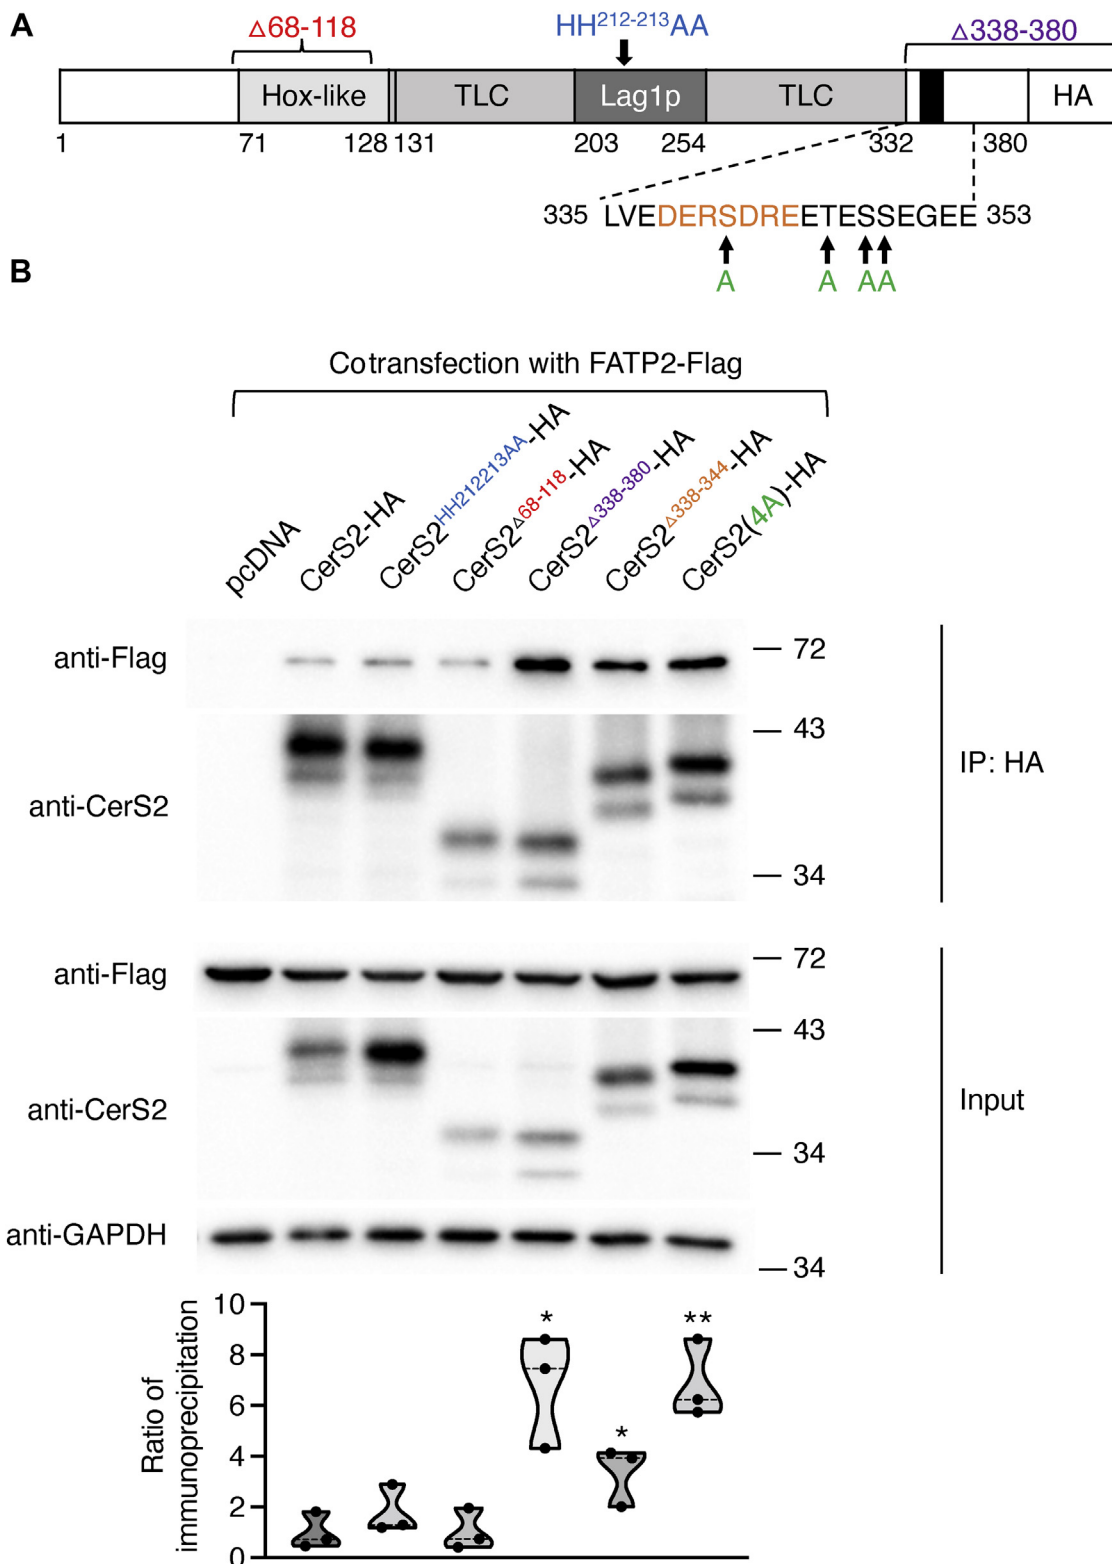 A
Δ68-118
HH212-213AA
Δ338-380
Hox-like
TLC
Lag1p
TLC
HA
1
71
128
131
203
254
332
380
335 LVEDERSDREETESSEGEE 353
A A AA
B
Cotransfection with FATP2-Flag
pcDNA
CerS2-HA
CerS2HH212213AA-HA
CerS2Δ68-118-HA
CerS2Δ338-380-HA
CerS2Δ338-344-HA
CerS2(4A)-HA
anti-Flag
72
anti-CerS2
43
34
IP: HA
anti-Flag
72
anti-CerS2
43
34
Input
anti-GAPDH
34
Ratio of
immunoprecipitation
10
8
6
4
2
0
*
*
**